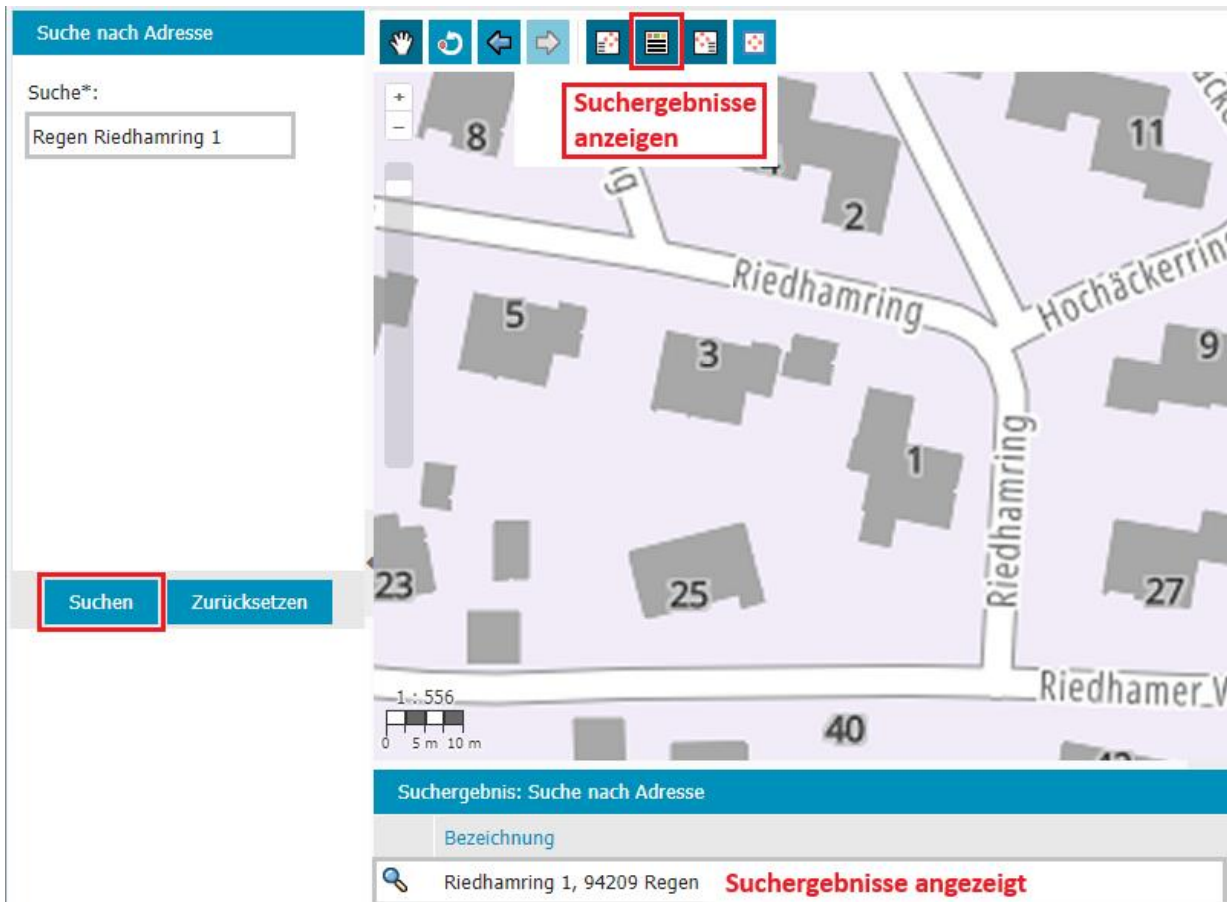 Suche nach Adresse
Suche*:
Regen Riedhamring 1
Suchen
Zurücksetzen
+
−
Suchergebnisse
anzeigen
8
2
11
Riedhamring
Hochäckerring
5
3
9
1
Riedhamring
23
25
27
Riedhamer
40
1 : 556
0 5 m 10 m
Suchergebnis: Suche nach Adresse
Bezeichnung
Riedhamring 1, 94209 Regen
Suchergebnisse angezeigt